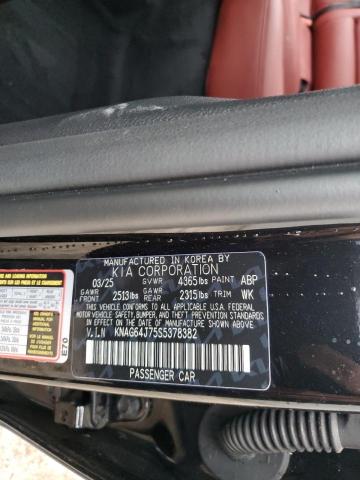 MANUFACTURED IN KOREA BY
KIA CORPORATION
03/25 GVWR 4365lbs PAINT ABP
GAWR FRONT 2513lbs GAWR REAR 2315lbs TRIM WK
THIS VEHICLE CONFORMS TO ALL APPLICABLE U.S.A. FEDERAL
MOTOR VEHICLE SAFETY, BUMPER, AND THEFT PREVENTION
STANDARDS IN EFFECT ON THE DATE OF MANUFACTURE SHOWN ABOVE.
V.I.N KNAG64J75S5378382
PASSENGER CAR
E70